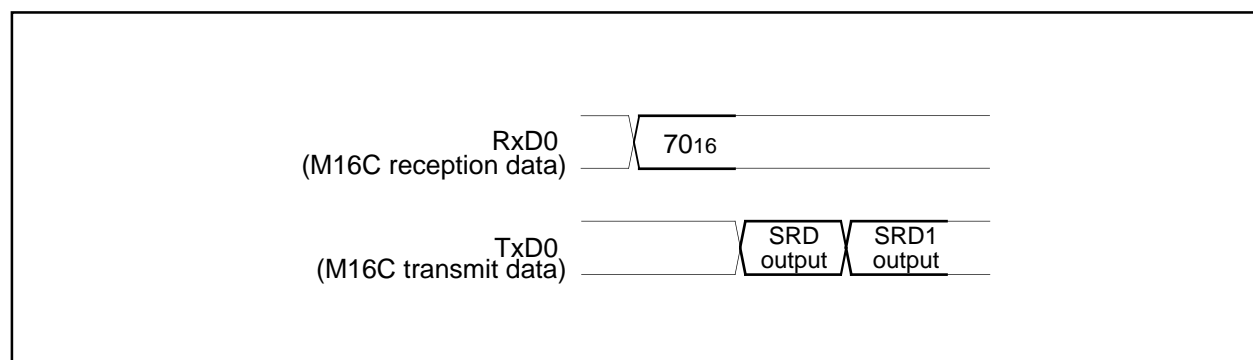 RxD0
(M16C reception data)
7016
TxD0
(M16C transmit data)
SRD
output
SRD1
output